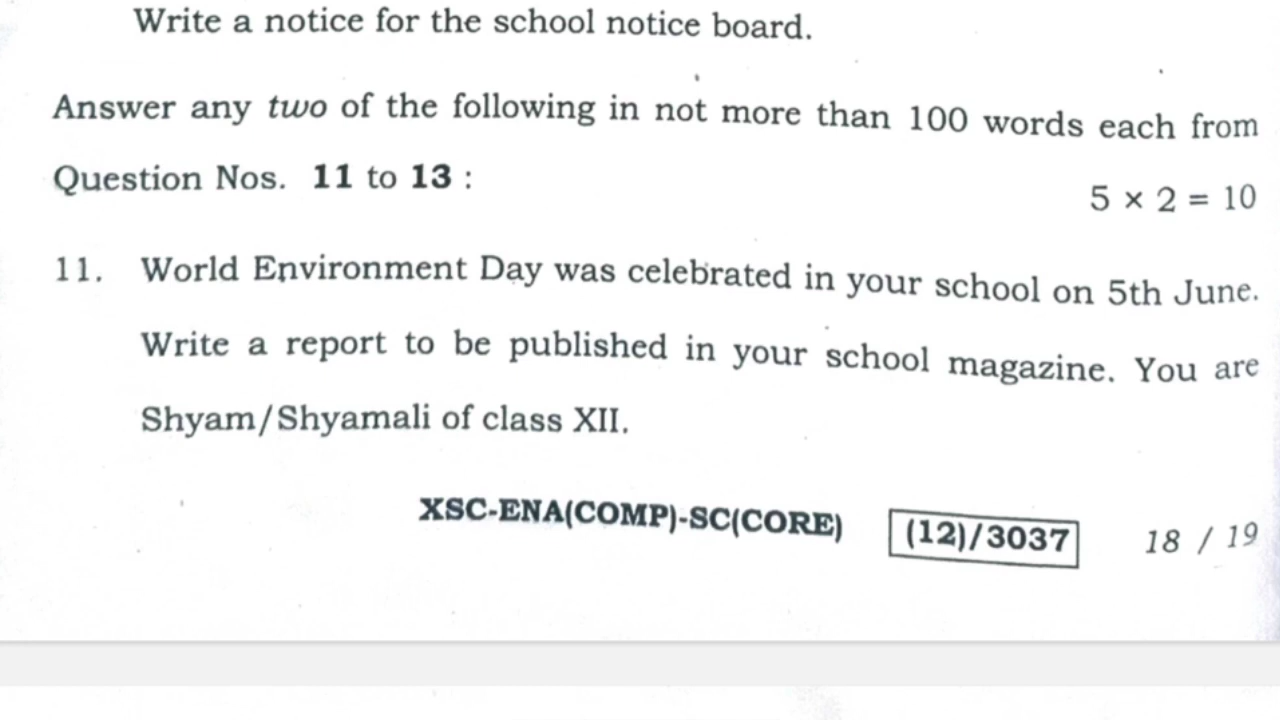 Write a notice for the school notice board.
Answer any two of the following in not more than 100 words each from
Question Nos. 11 to 13 :
5 × 2 = 10
11. World Environment Day was celebrated in your school on 5th June.
Write a report to be published in your school magazine. You are
Shyam/Shyamali of class XII.
XSC-ENA(COMP)-SC(CORE) (12)/3037 18 / 19